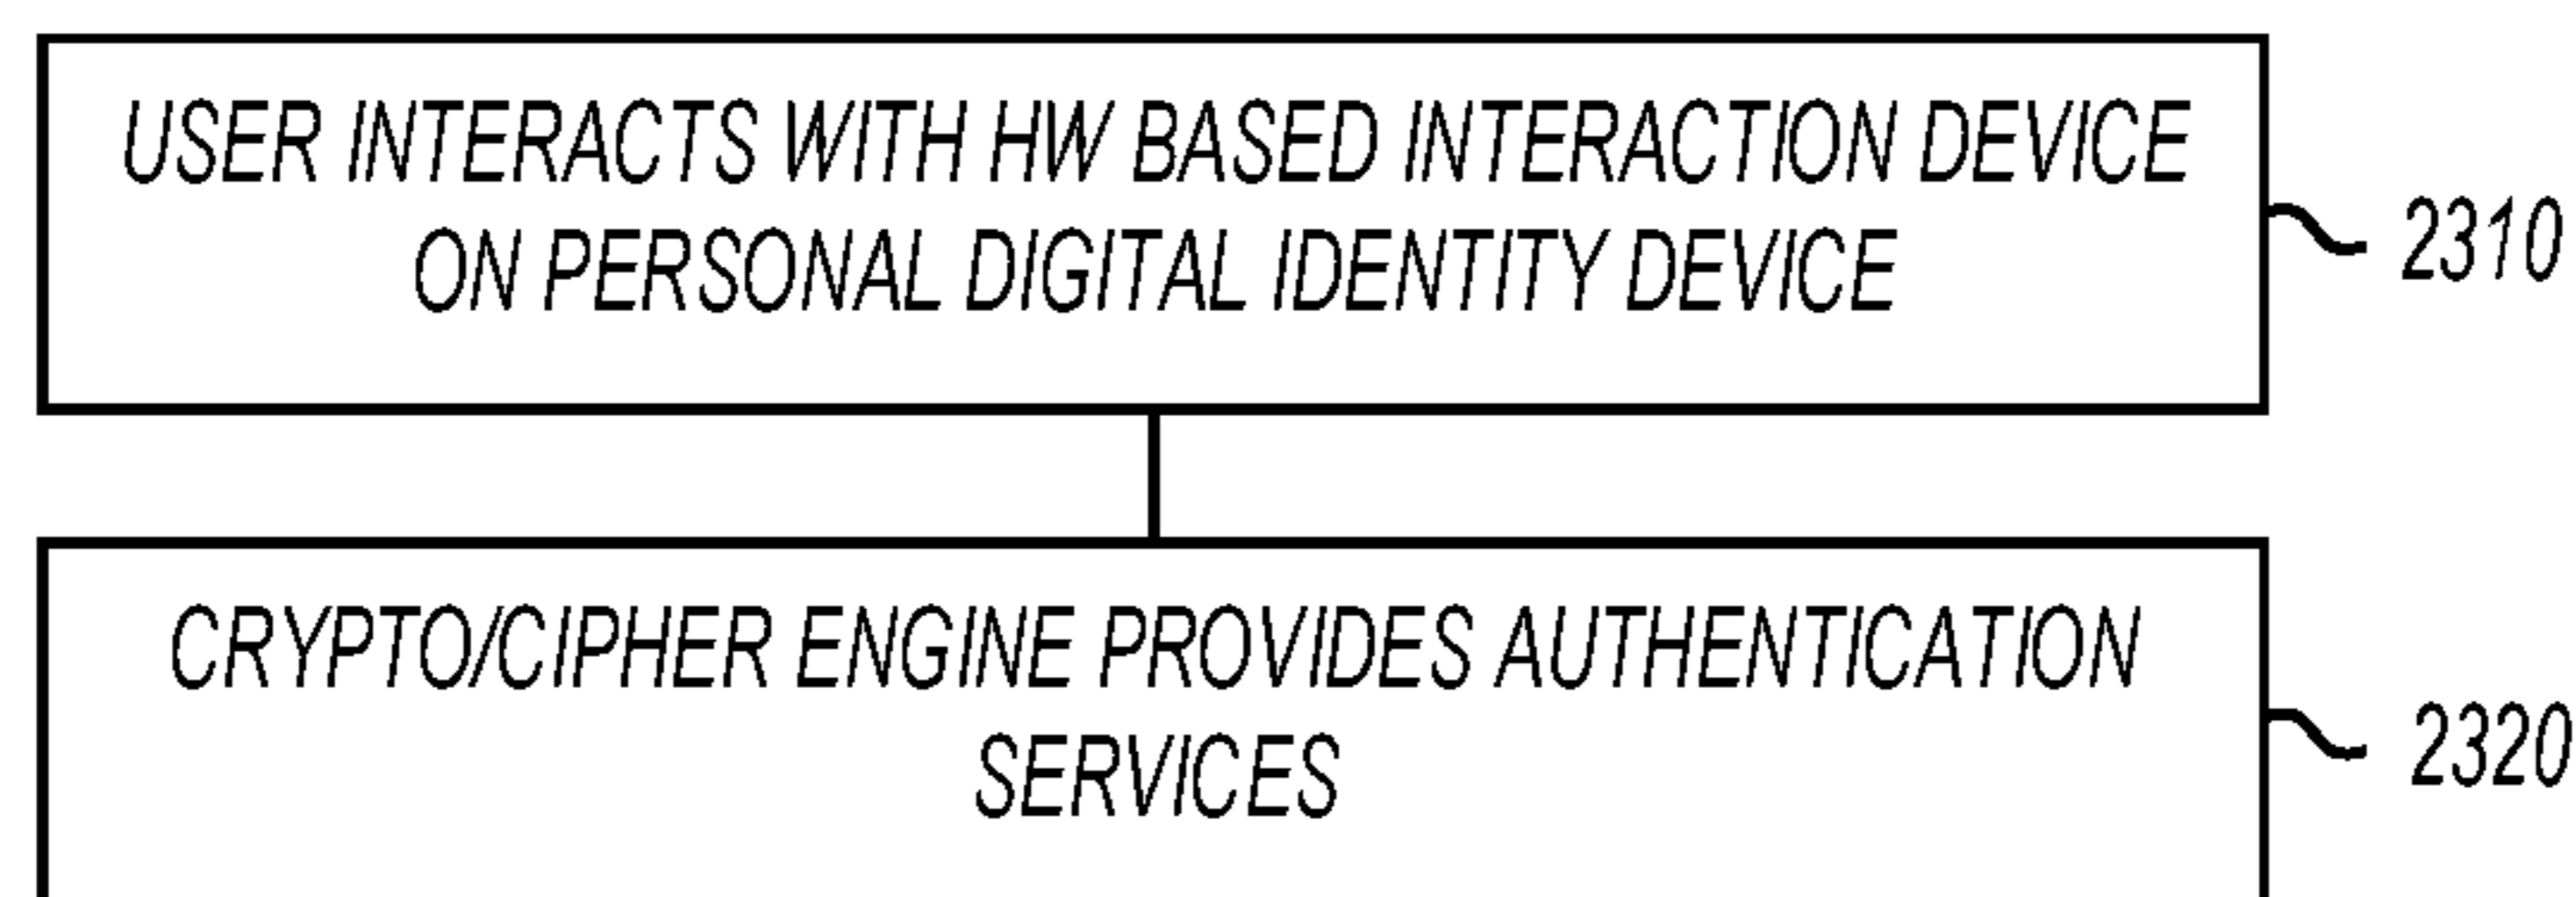 USER INTERACTS WITH HW BASED INTERACTION DEVICE
ON PERSONAL DIGITAL IDENTITY DEVICE
2310
CRYPTO/CIPHER ENGINE PROVIDES AUTHENTICATION
SERVICES
2320